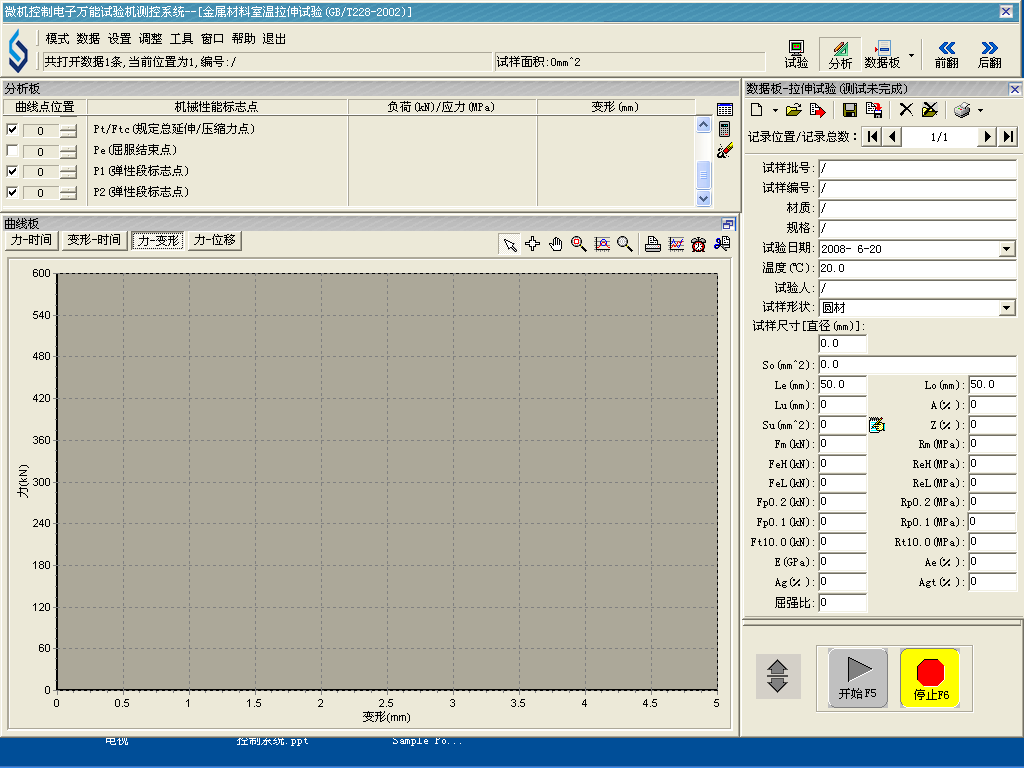 微机控制电子万能试验机测控系统--[金属材料室温拉伸试验(GB/T228-2002)]
模式 数据 设置 调整 工具 窗口 帮助 退出
共打开数据1条,当前位置为1,编号:/
试样面积:0mm^2
试验 分析 数据板 前翻 后翻
分析板
曲线点位置 机械性能标志点 负荷(kN)/应力(MPa) 变形(mm)
0 Pt/Ftc(规定总延伸/压缩力点)
0 Pe(屈服结束点)
0 P1(弹性段标志点)
0 P2(弹性段标志点)
曲线板
力-时间 变形-时间 力-变形 力-位移
600
540
480
420
360
300
240
180
120
60
0
力(kN)
0 0.5 1 1.5 2 2.5 3 3.5 4 4.5 5
变形(mm)
数据板-拉伸试验(测试未完成)
记录位置/记录总数: 1/1
试样批号: /
试样编号: /
材质: /
规格: /
试验日期: 2008- 6-20
温度(℃): 20.0
试验人: /
试样形状: 圆材
试样尺寸[直径(mm)]:
0.0
So(mm^2): 0.0
Le(mm): 50.0 Lo(mm): 50.0
Lu(mm): 0 A(%): 0
Su(mm^2): 0 Z(%): 0
Fm(kN): 0 Rm(MPa): 0
FeH(kN): 0 ReH(MPa): 0
FeL(kN): 0 ReL(MPa): 0
Fp0.2(kN): 0 Rp0.2(MPa): 0
Fp0.1(kN): 0 Rp0.1(MPa): 0
Ft10.0(kN): 0 Rt10.0(MPa): 0
E(GPa): 0 Ae(%): 0
Ag(%): 0 Agt(%): 0
屈强比: 0
开始F5 停止F6
电视 控制系统.ppt Sample Po...